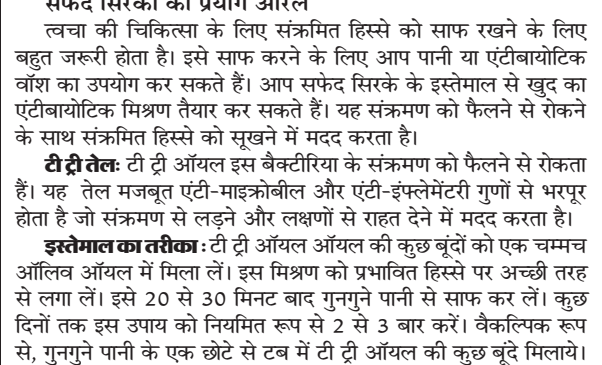 सफेद सिरका का प्रयोग
त्वचा की चिकित्सा के लिए संक्रमित हिस्से को साफ रखने के लिए
बहुत जरूरी होता है। इसे साफ करने के लिए आप पानी या एंटीबायोटिक
वॉश का उपयोग कर सकते हैं। आप सफेद सिरके के इस्तेमाल से खुद का
एंटीबायोटिक मिश्रण तैयार कर सकते हैं। यह संक्रमण को फैलने से रोकने
के साथ संक्रमित हिस्से को सूखने में मदद करता है।
टी ट्री तेलः टी ट्री ऑयल इस बैक्टीरिया के संक्रमण को फैलने से रोकता
हैं। यह तेल मजबूत एंटी-माइक्रोबील और एंटी-इंफ्लेमेंटरी गुणों से भरपूर
होता है जो संक्रमण से लड़ने और लक्षणों से राहत देने में मदद करता है।
इस्तेमाल का तरीका : टी ट्री ऑयल ऑयल की कुछ बूंदों को एक चम्मच
ऑलिव ऑयल में मिला लें। इस मिश्रण को प्रभावित हिस्से पर अच्छी तरह
से लगा लें। इसे 20 से 30 मिनट बाद गुनगुने पानी से साफ कर लें। कुछ
दिनों तक इस उपाय को नियमित रूप से 2 से 3 बार करें। वैकल्पिक रूप
से, गुनगुने पानी के एक छोटे से टब में टी ट्री ऑयल की कुछ बूंदे मिलाये।